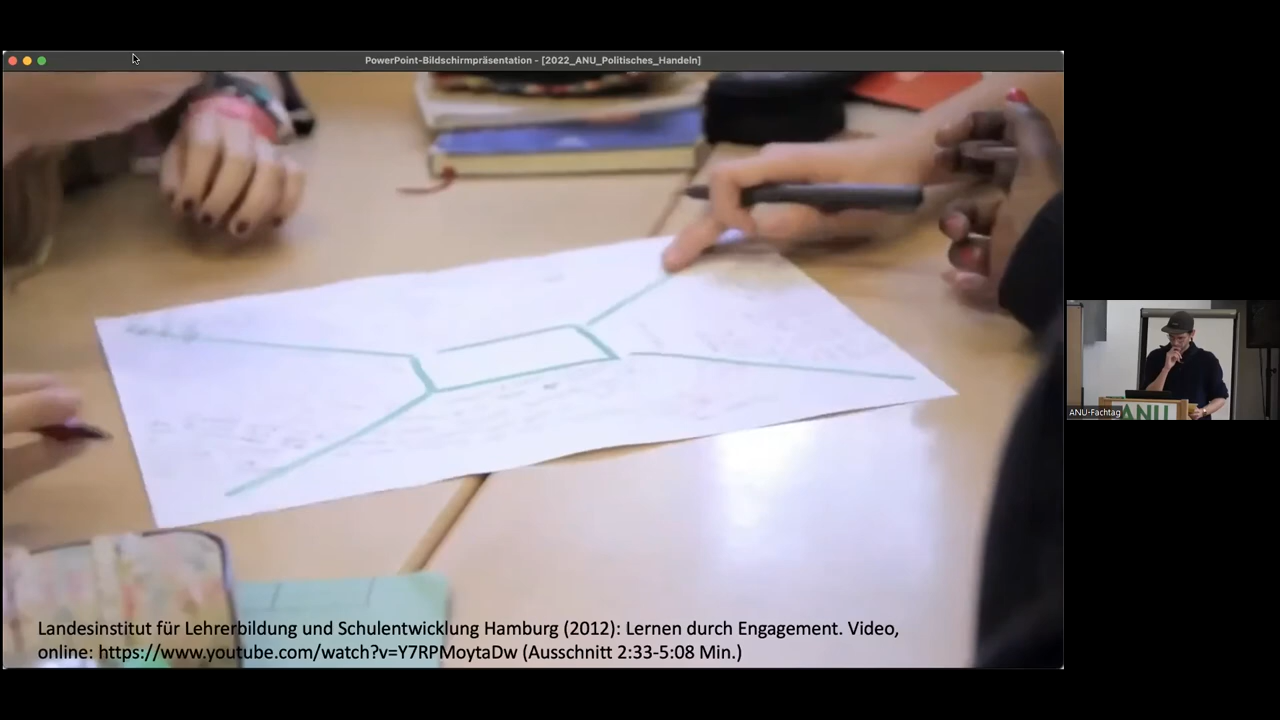 PowerPoint-Bildschirmpräsentation - [2022_ANU_Politisches_Handeln]
ANU-Fachtag
ANU
Landesinstitut für Lehrerbildung und Schulentwicklung Hamburg (2012): Lernen durch Engagement. Video,
online: https://www.youtube.com/watch?v=Y7RPMoytaDw (Ausschnitt 2:33-5:08 Min.)